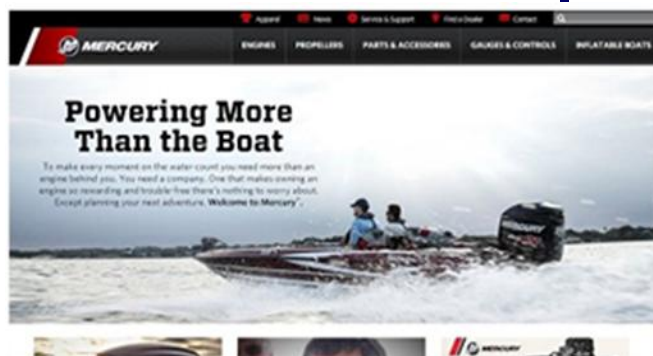 Apparel News Service & Support Find a Dealer Contact
MERCURY ENGINES PROPELLERS PARTS & ACCESSORIES GAUGES & CONTROLS INFLATABLE BOATS
Powering More
Than the Boat
To make every moment on the water count you need more than an
engine behind you. You need a company. One that makes owning an
engine so rewarding and trouble-free there's nothing to worry about.
Except planning your next adventure. Welcome to Mercury™.
MERCURY
MERCURY